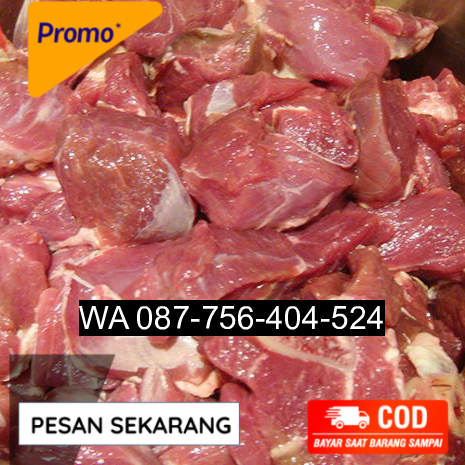 Promo*
WA 087-756-404-524
PESAN SEKARANG
COD
BAYAR SAAT BARANG SAMPAI